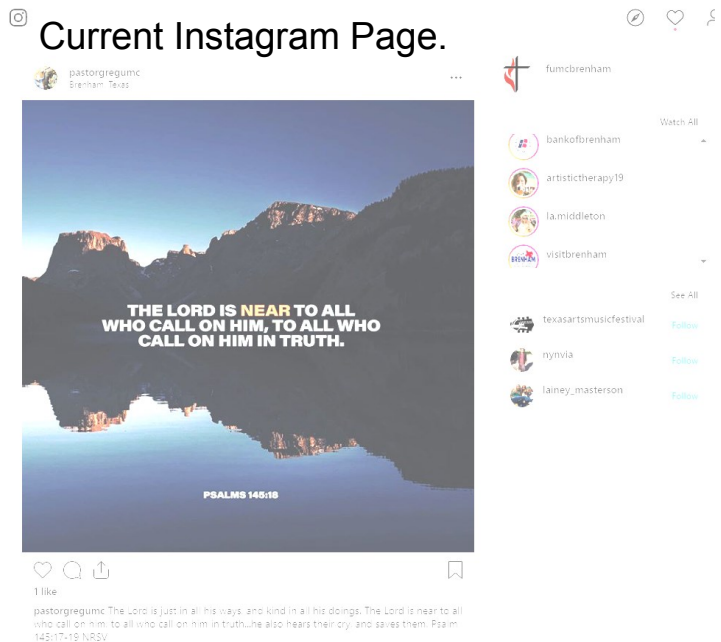 Current Instagram Page.
pastorgregumc
Brenham, Texas
fumcbrenham
Watch All
bankofbrenham
artistictherapy19
la.middleton
visitbrenham
BRENHAM
See All
texasartsmusicfestival
Follow
nynvia
Follow
lainey_masterson
Follow
THE LORD IS NEAR TO ALL
WHO CALL ON HIM, TO ALL WHO
CALL ON HIM IN TRUTH.
PSALMS 145:18
1 like
pastorgregumc The Lord is just in all his ways, and kind in all his doings. The Lord is near to all
who call on him, to all who call on him in truth...he also hears their cry, and saves them. Psalm
145:17-19 NRSV